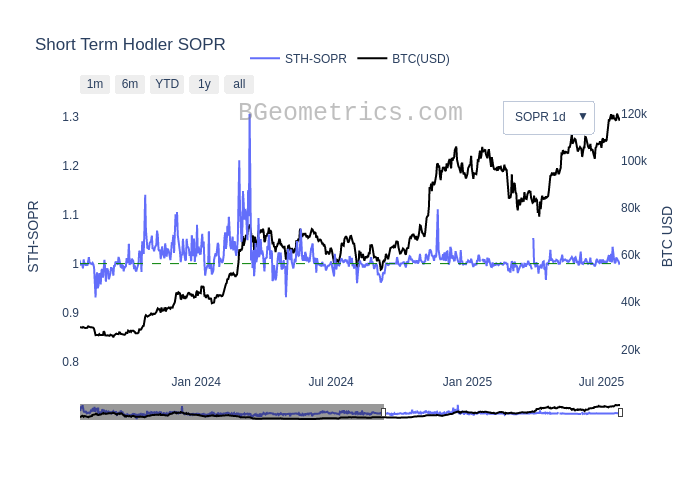 Short Term Hodler SOPR
STH-SOPR
BTC(USD)
1m
6m
YTD
1y
all
BGeometrics.com
SOPR 1d ▼
1.3
1.2
1.1
1
0.9
0.8
STH-SOPR
120k
100k
80k
60k
40k
20k
BTC USD
Jan 2024
Jul 2024
Jan 2025
Jul 2025